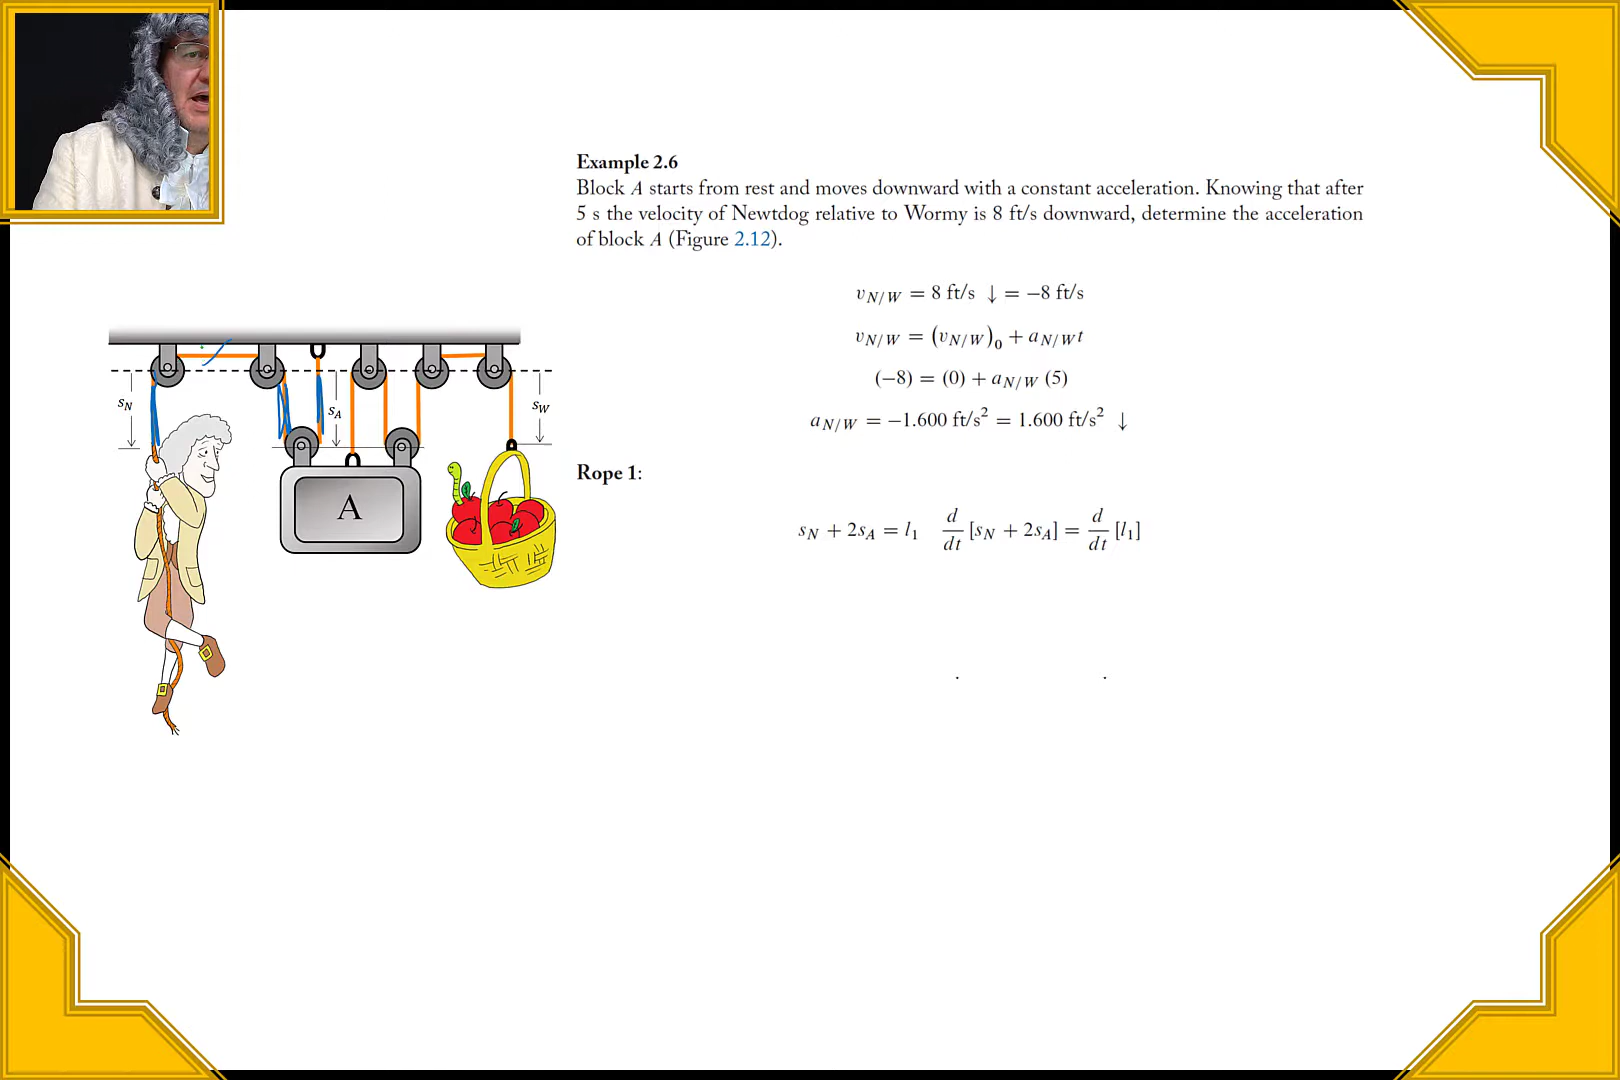 Example 2.6
Block A starts from rest and moves downward with a constant acceleration. Knowing that after
5 s the velocity of Newtdog relative to Wormy is 8 ft/s downward, determine the acceleration
of block A (Figure 2.12).
v_{N/W} = 8 ft/s ↓ = −8 ft/s
v_{N/W} = (v_{N/W})_0 + a_{N/W} t
(−8) = (0) + a_{N/W} (5)
a_{N/W} = −1.600 ft/s² = 1.600 ft/s² ↓
Rope 1:
s_N + 2s_A = l_1 d/dt [s_N + 2s_A] = d/dt [l_1]
s_N
s_A
s_W
A